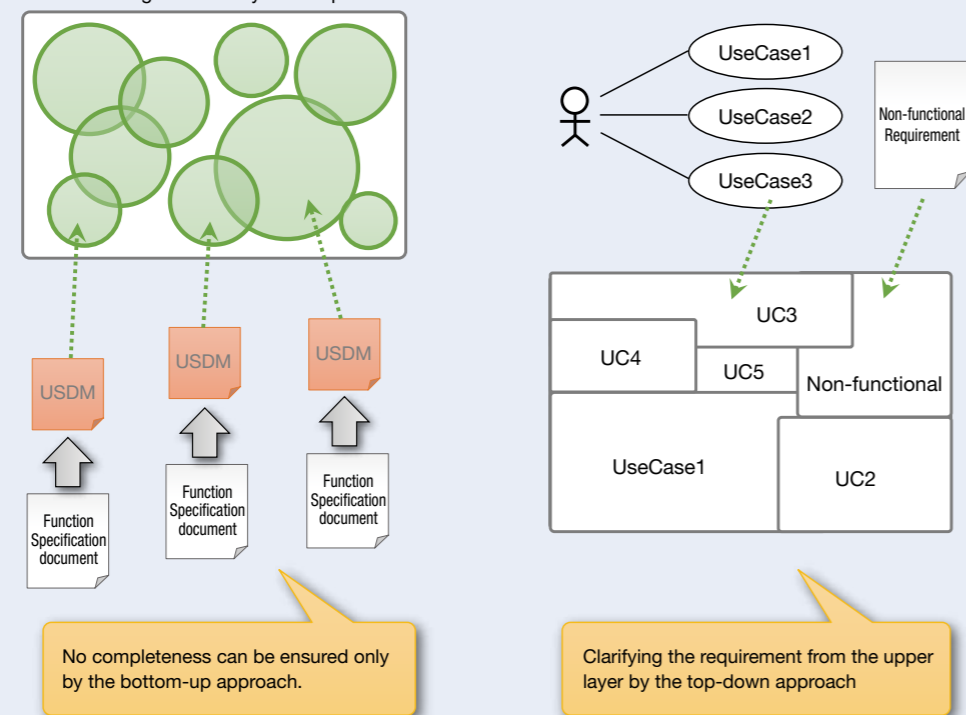 UseCase1
UseCase2
UseCase3
Non-functional
Requirement
USDM
USDM
USDM
Function
Specification
document
Function
Specification
document
Function
Specification
document
UC3
UC4
UC5
Non-functional
UseCase1
UC2
No completeness can be ensured only
by the bottom-up approach.
Clarifying the requirement from the upper
layer by the top-down approach